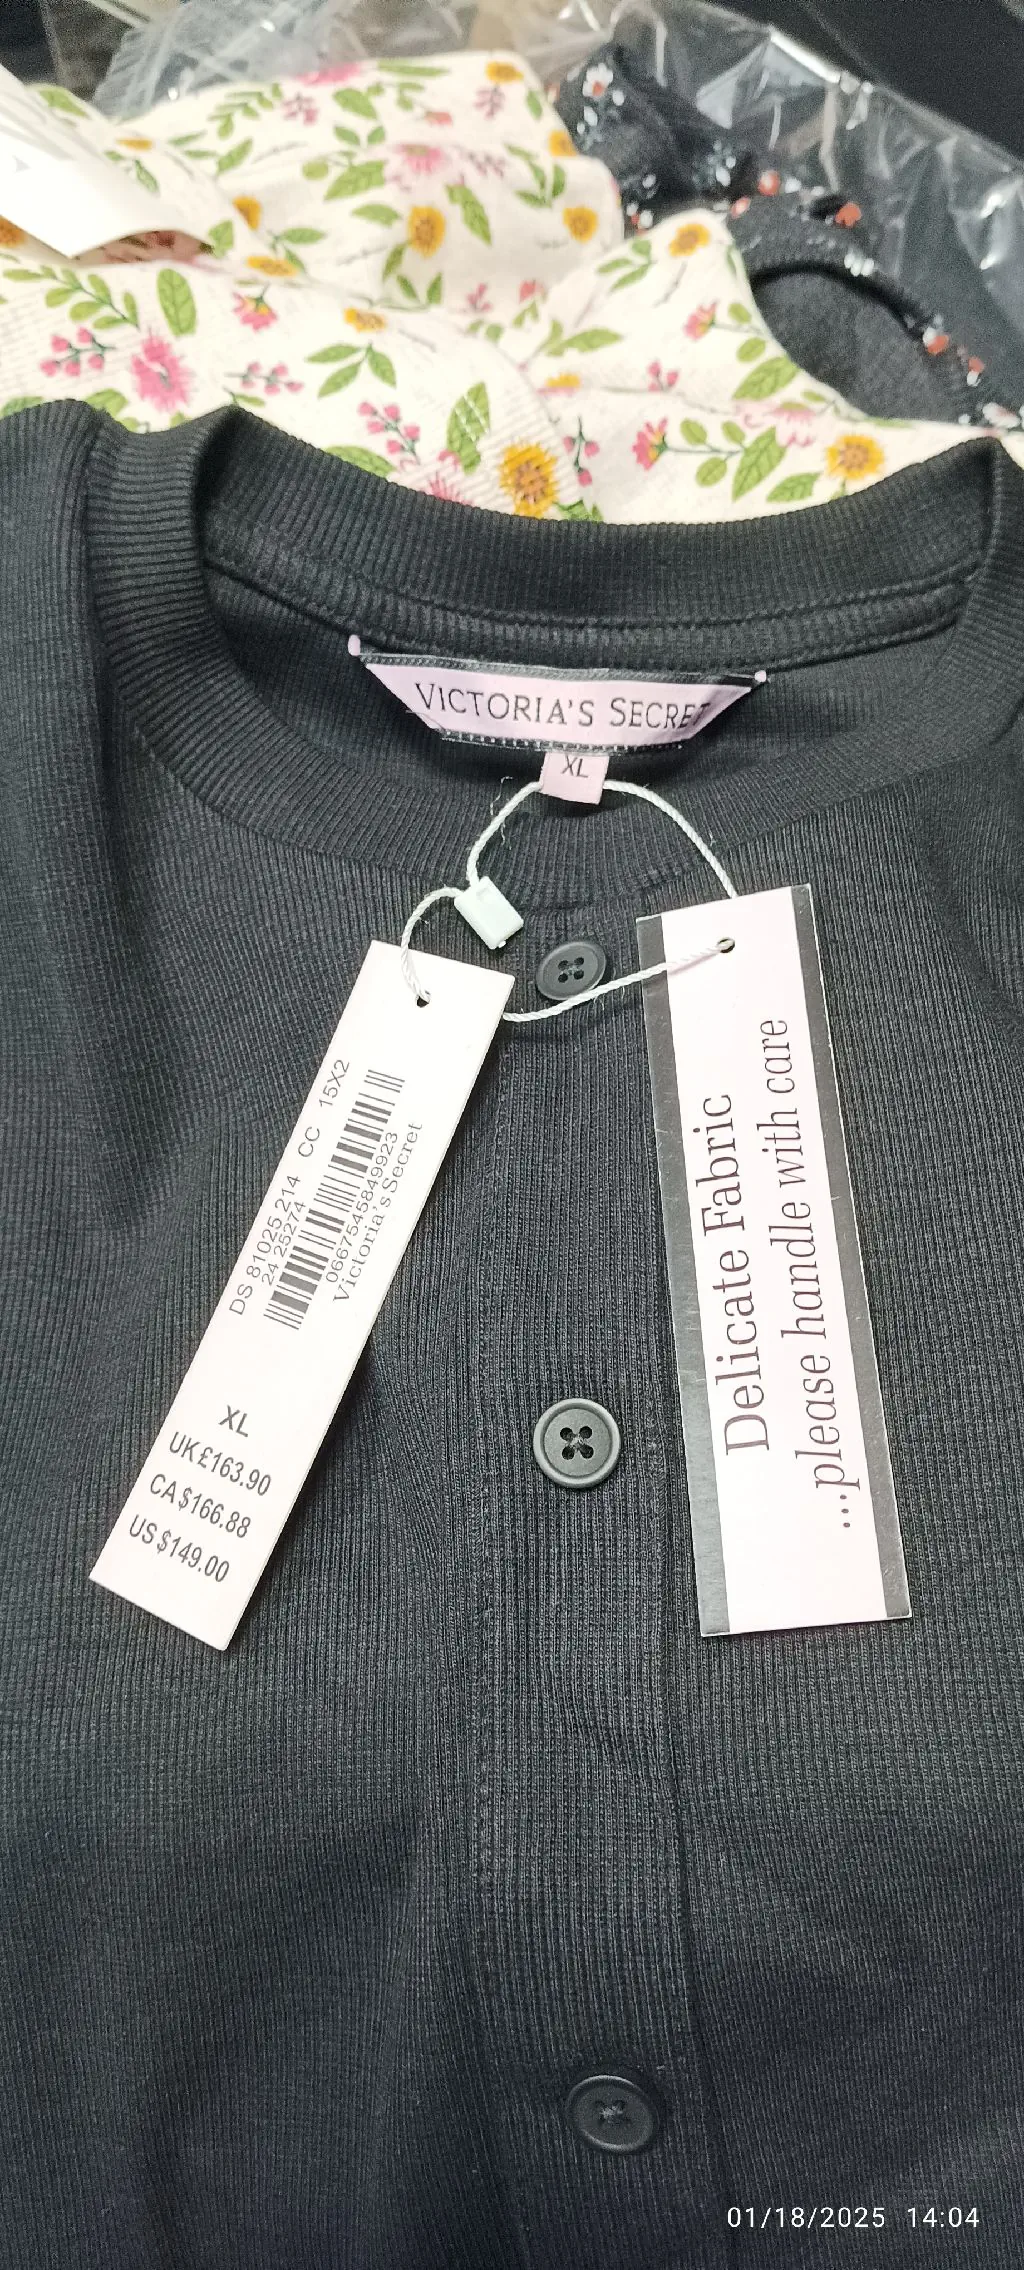 VICTORIA'S SECRET
XL
DS 81025 214 CC 15X2
24 25274
0667545849923
Victoria's Secret
XL
UK£163.90
CA$166.88
US$149.00
Delicate Fabric
....please handle with care
01/18/2025 14:04